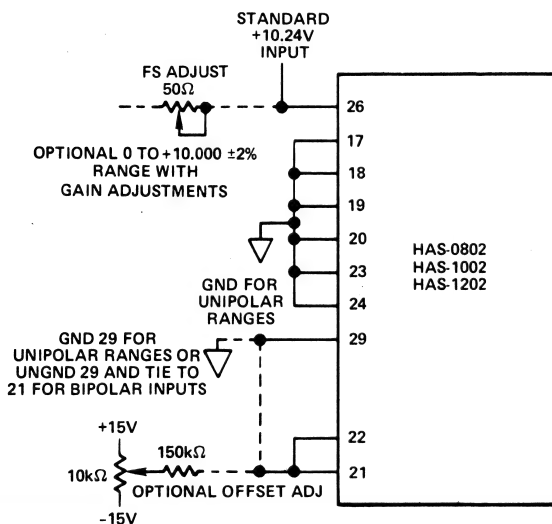 STANDARD
+10.24V
INPUT
FS ADJUST
50Ω
26
OPTIONAL 0 TO +10.000 ±2%
RANGE WITH
GAIN ADJUSTMENTS
17
18
19
20
23
24
HAS-0802
HAS-1002
HAS-1202
GND FOR
UNIPOLAR
RANGES
29
GND 29 FOR
UNIPOLAR RANGES OR
UNGND 29 AND TIE TO
21 FOR BIPOLAR INPUTS
+15V
150kΩ
22
10kΩ
21
OPTIONAL OFFSET ADJ
-15V